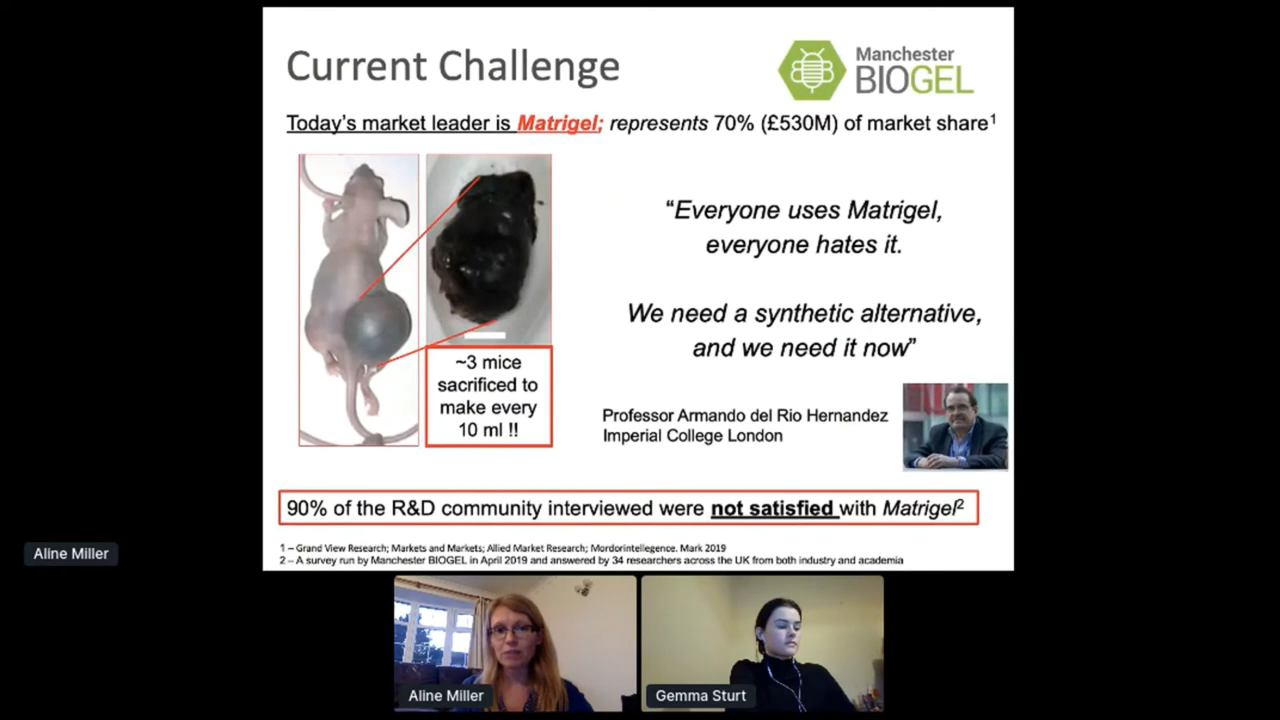 Current Challenge
Manchester
BIOGEL
Today's market leader is Matrigel; represents 70% (£530M) of market share1
"Everyone uses Matrigel,
everyone hates it.
We need a synthetic alternative,
and we need it now"
~3 mice
sacrificed to
make every
10 ml !!
Professor Armando del Rio Hernandez
Imperial College London
90% of the R&D community interviewed were not satisfied with Matrigel2
1 – Grand View Research; Markets and Markets; Allied Market Research; Mordorintellegence. Mark 2019
2 – A survey run by Manchester BIOGEL in April 2019 and answered by 34 researchers across the UK from both industry and academia
Aline Miller
Aline Miller
Gemma Sturt